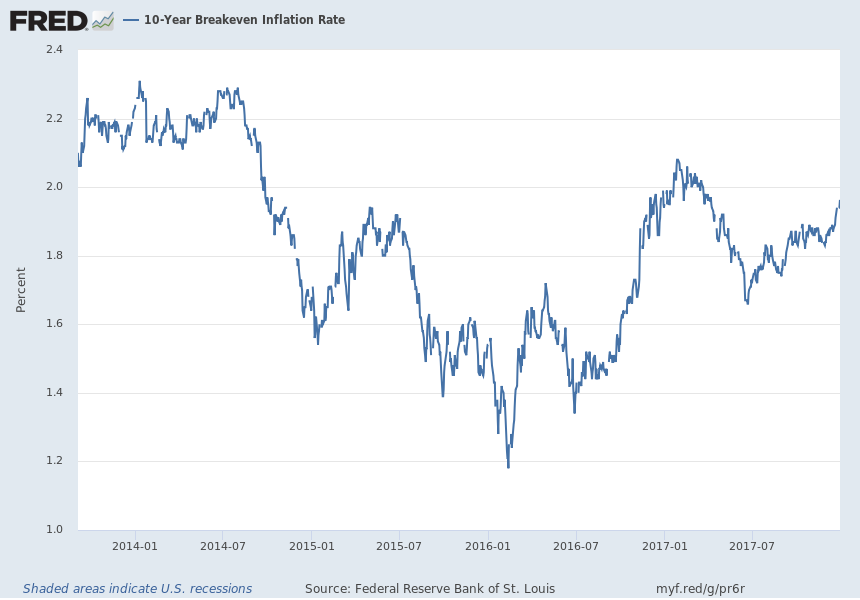 FRED 10-Year Breakeven Inflation Rate
2.4
2.2
2.0
1.8
1.6
1.4
1.2
1.0
Percent
2014-01 2014-07 2015-01 2015-07 2016-01 2016-07 2017-01 2017-07
Shaded areas indicate U.S. recessions Source: Federal Reserve Bank of St. Louis myf.red/g/pr6r